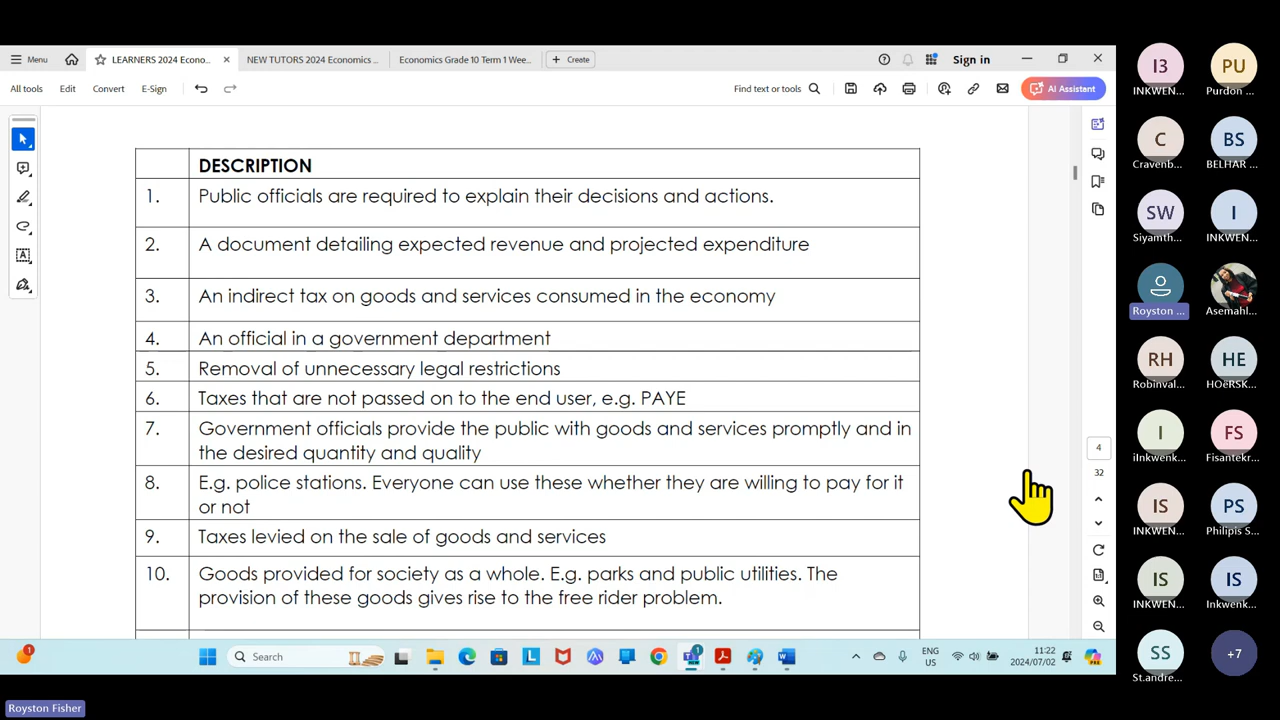 Menu
LEARNERS 2024 Econo...
NEW TUTORS 2024 Economics ...
Economics Grade 10 Term 1 Wee...
Create
Sign in
All tools
Edit
Convert
E-Sign
Find text or tools
AI Assistant
DESCRIPTION
1. Public officials are required to explain their decisions and actions.
2. A document detailing expected revenue and projected expenditure
3. An indirect tax on goods and services consumed in the economy
4. An official in a government department
5. Removal of unnecessary legal restrictions
6. Taxes that are not passed on to the end user, e.g. PAYE
7. Government officials provide the public with goods and services promptly and in
the desired quantity and quality
8. E.g. police stations. Everyone can use these whether they are willing to pay for it
or not
9. Taxes levied on the sale of goods and services
10. Goods provided for society as a whole. E.g. parks and public utilities. The
provision of these goods gives rise to the free rider problem.
4
32
I3
INKWEN...
PU
Purdon ...
C
Cravenb...
BS
BELHAR ...
SW
Siyamth...
I
INKWEN...
Royston ...
Asemahl...
RH
Robinval...
HE
HOëRSK...
I
iInkwenk...
FS
Fisantekr...
IS
INKWEN...
PS
Philipis S...
IS
INKWEN...
IS
Inkwenk...
SS
St.andre...
+7
1
Search
1
ENG
US
11:22
2024/07/02
Royston Fisher